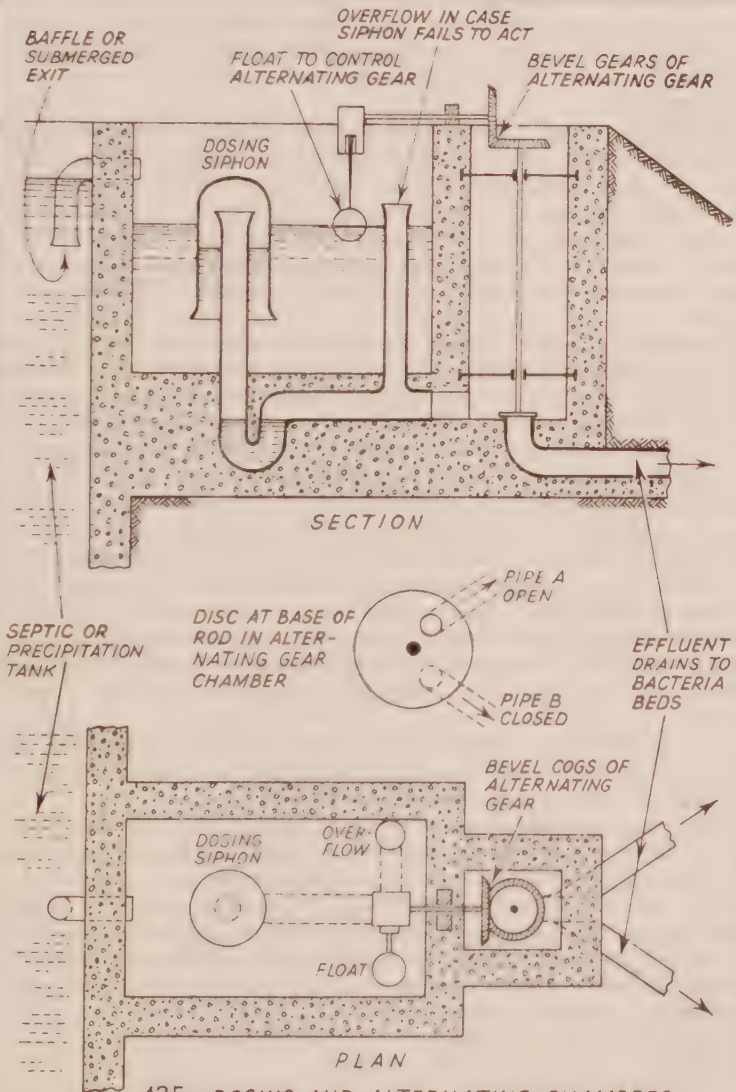 BAFFLE OR
SUBMERGED
EXIT
FLOAT TO CONTROL
ALTERNATING GEAR
OVERFLOW IN CASE
SIPHON FAILS TO ACT
BEVEL GEARS OF
ALTERNATING GEAR
DOSING
SIPHON
SECTION
SEPTIC OR
PRECIPITATION
TANK
DISC AT BASE OF
ROD IN ALTER-
NATING GEAR
CHAMBER
PIPE A
OPEN
PIPE B
CLOSED
EFFLUENT
DRAINS TO
BACTERIA
BEDS
BEVEL COGS OF
ALTERNATING
GEAR
DOSING
SIPHON
OVER-
FLOW
FLOAT
PLAN
DOSING AND ALTERNATING CHAMBERS